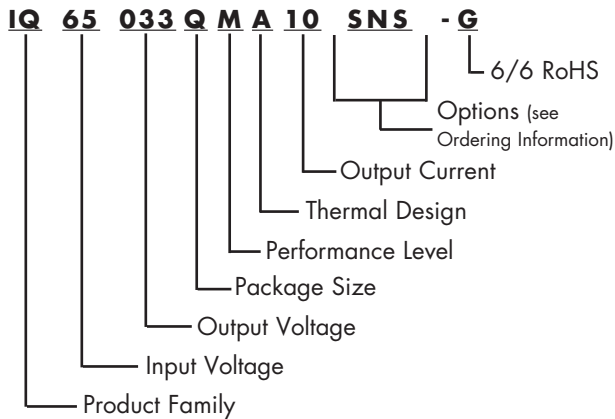 IQ 65 033 Q M A 10 SNS - G
6/6 RoHS
Options (see
Ordering Information)
Output Current
Thermal Design
Performance Level
Package Size
Output Voltage
Input Voltage
Product Family